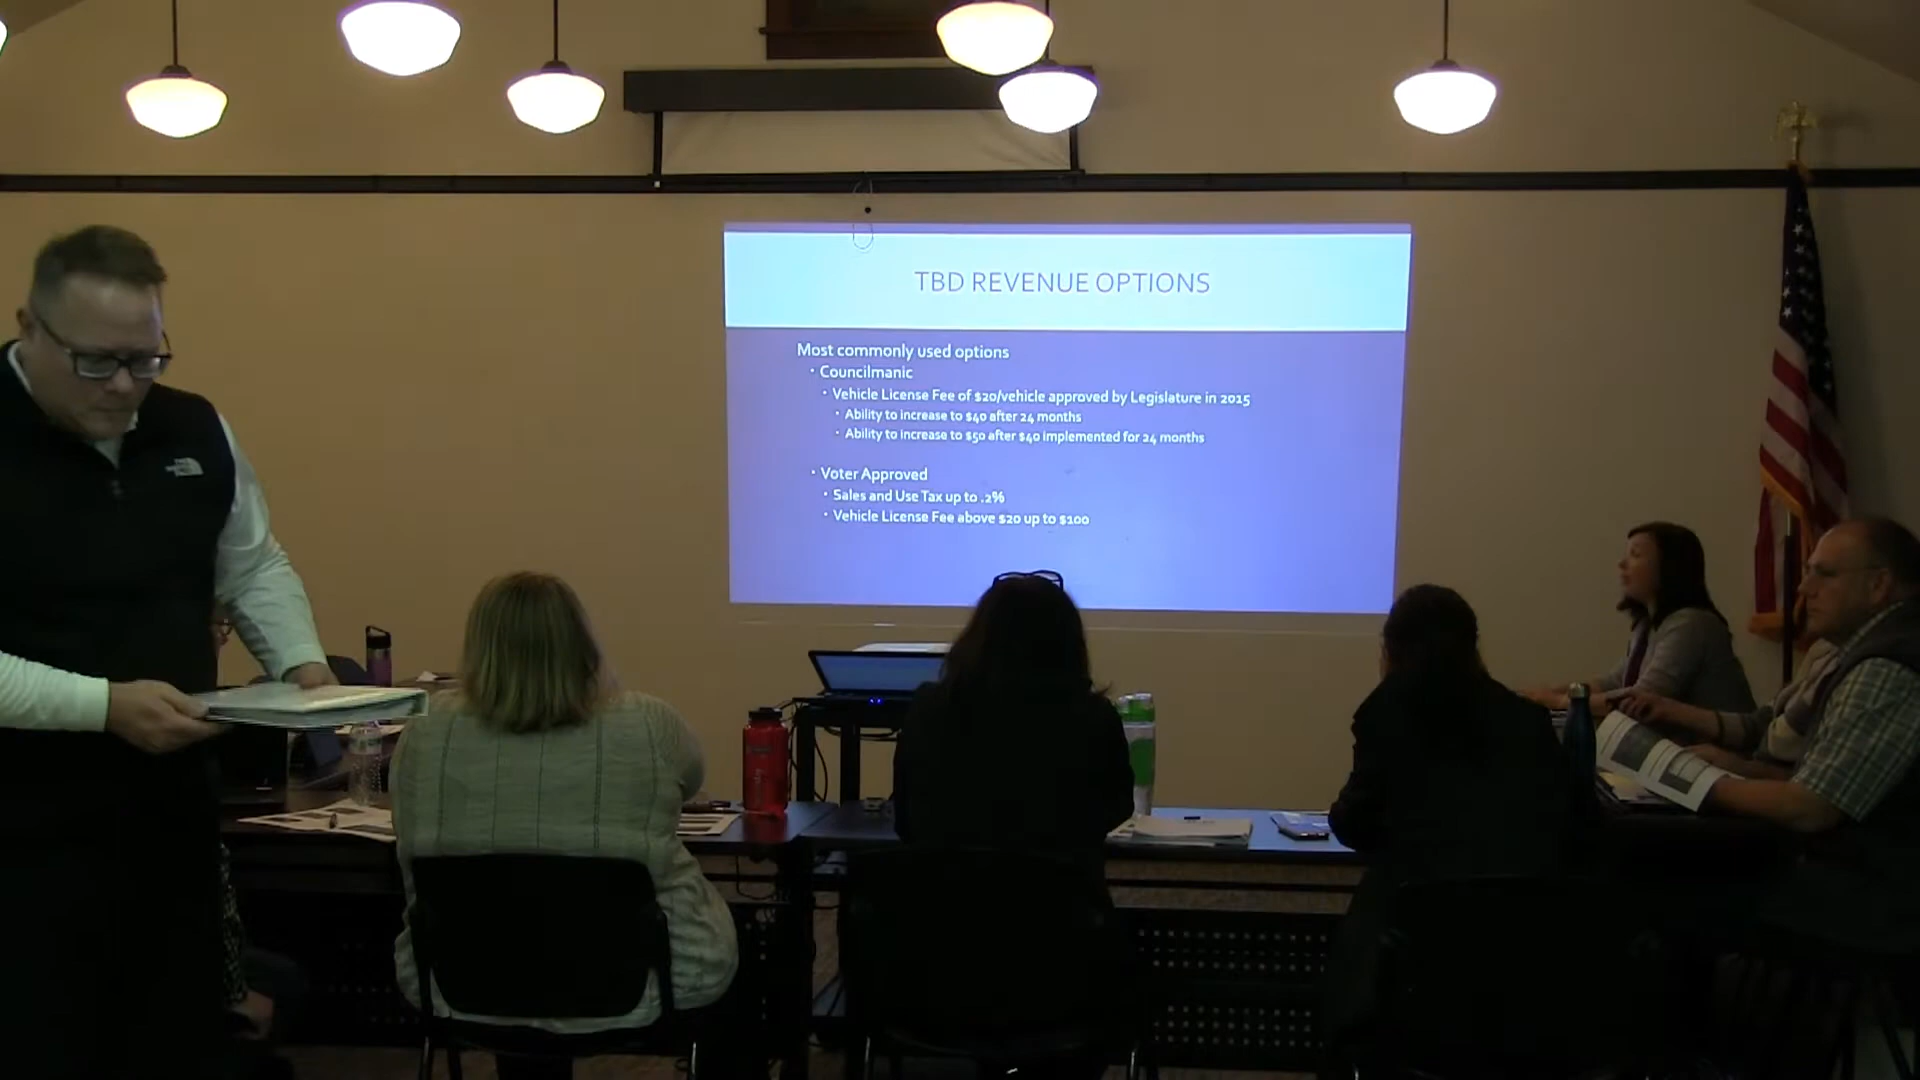 TBD REVENUE OPTIONS
Most commonly used options
· Councilmanic
· Vehicle License Fee of $20/vehicle approved by Legislature in 2015
· Ability to increase to $40 after 24 months
· Ability to increase to $50 after $40 implemented for 24 months
· Voter Approved
· Sales and Use Tax up to .2%
· Vehicle License Fee above $20 up to $100